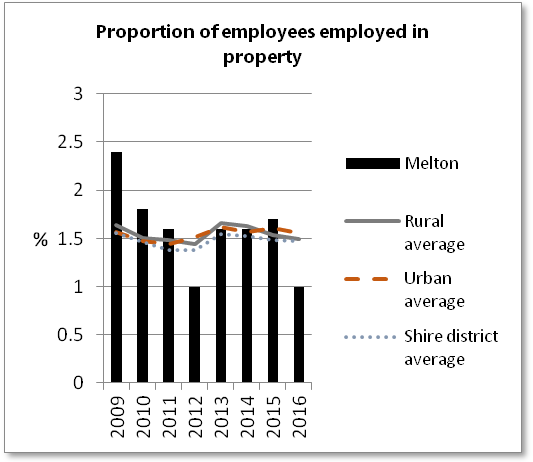 Proportion of employees employed in
property
3
2.5
2
1.5
1
0.5
0
%
2009
2010
2011
2012
2013
2014
2015
2016
Melton
Rural
average
Urban
average
Shire district
average